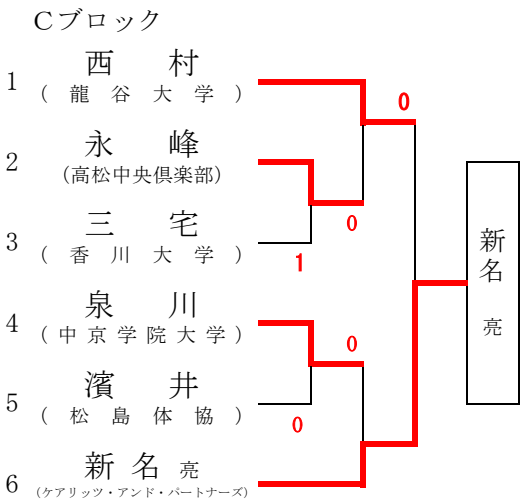 Cブロック
1 西村
(龍谷大学)
2 永峰
(高松中央倶楽部)
3 三宅
(香川大学)
4 泉川
(中京学院大学)
5 濱井
(松島体協)
6 新名 亮
(ケアリッツ・アンド・パートナーズ)
0
0
1
0
0
新名 亮